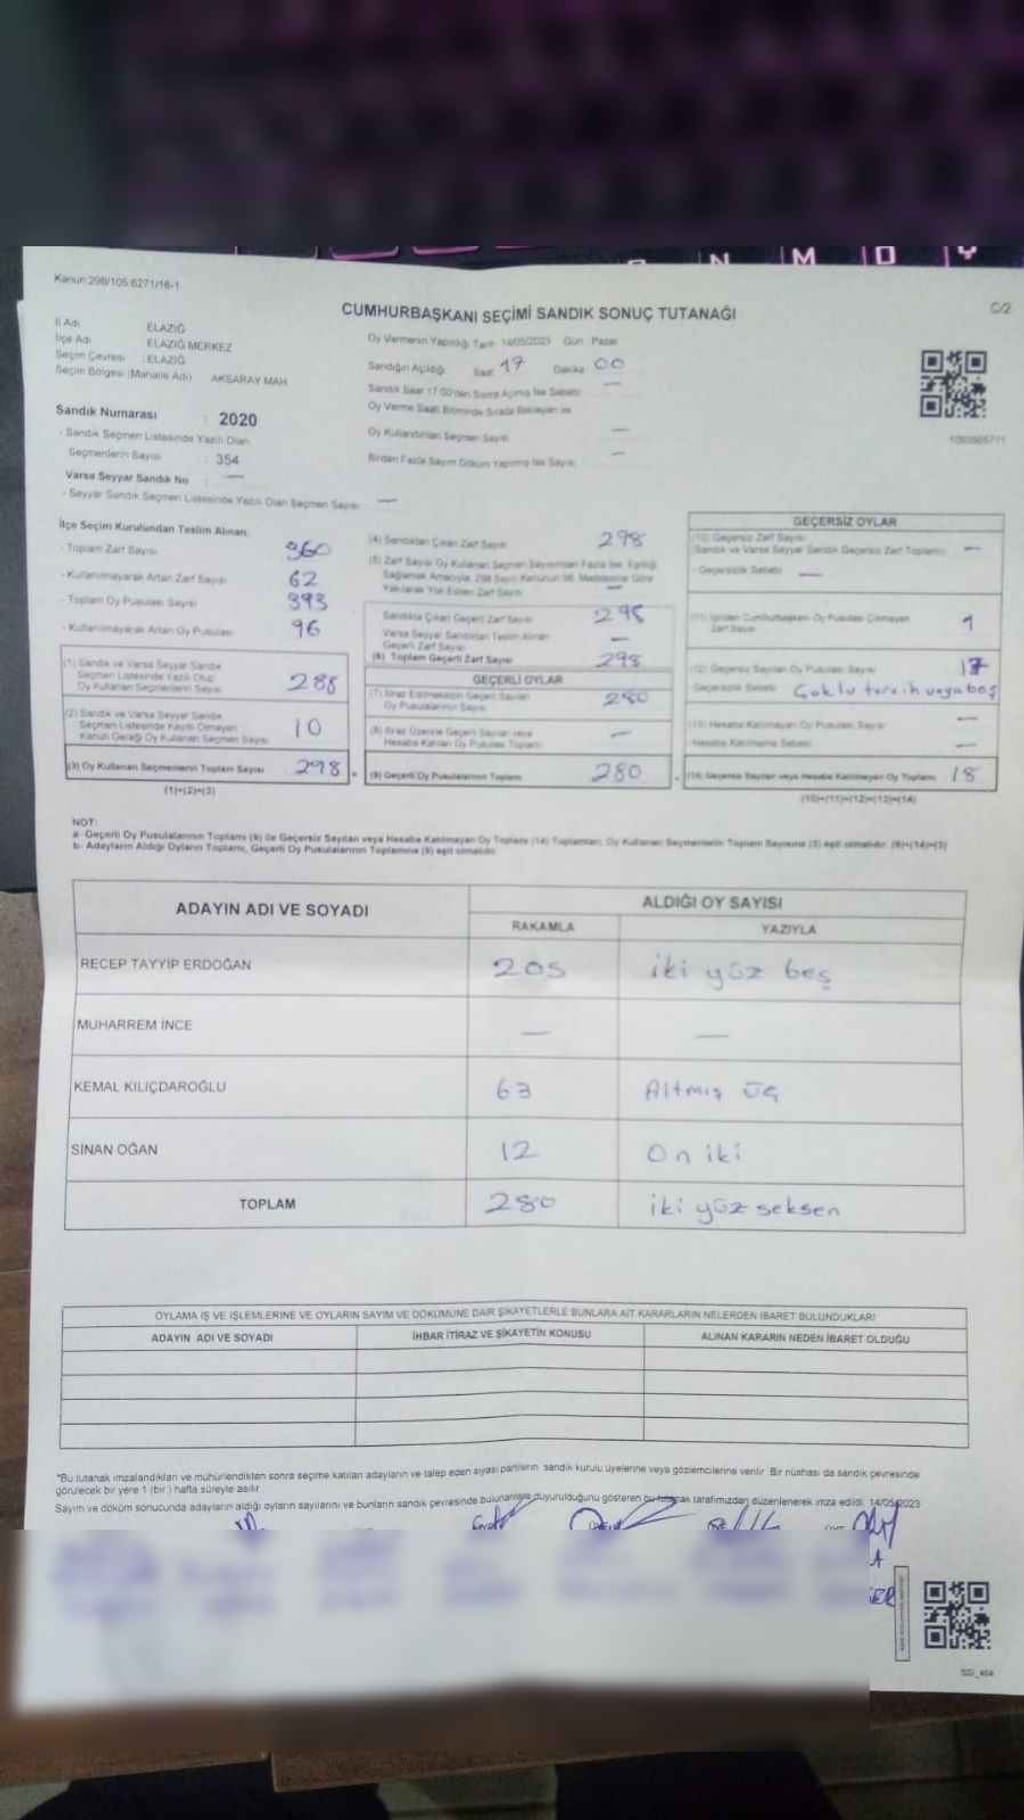 Kanun:298/105 6271/16-1
C/2
CUMHURBAŞKANI SEÇİMİ SANDIK SONUÇ TUTANAĞI
İl Adı : ELAZIĞ
İlçe Adı : ELAZIĞ MERKEZ
Seçim Çevresi : ELAZIĞ
Seçim Bölgesi (Mahalle Adı) AKSARAY MAH
Sandık Numarası : 2020
- Sandık Seçmen Listesinde Yazılı Olan
Seçmenlerin Sayısı : 354
Varsa Seyyar Sandık No : —
- Seyyar Sandık Seçmen Listesinde Yazılı Olan Seçmen Sayısı —
Oy Vermenin Yapıldığı Tarih 14/05/2023 Gün Pazar
Sandığın Açıldığı Saat 17 Dakika 00
Sandık Saat 17:00'den Sonra Açılmış İse Sebebi —
Oy Verme Saati Bitiminde Sırada Bekleyen ve
Oy Kullandırılan Seçmen Sayısı —
Birden Fazla Sayım Döküm Yapılmış İse Sayısı —
İlçe Seçim Kurulundan Teslim Alınan:
- Toplam Zarf Sayısı 360
- Kullanılmayarak Artan Zarf Sayısı 62
- Toplam Oy Pusulası Sayısı 393
- Kullanılmayarak Artan Oy Pusulası 96
(1) Sandık ve Varsa Seyyar Sandık
Seçmen Listesinde Yazılı Olup
Oy Kullanan Seçmenlerin Sayısı 288
(2) Sandık ve Varsa Seyyar Sandık
Seçmen Listesinde Kayıtlı Olmayan
Kanun Gereği Oy Kullanan Seçmen Sayısı 10
(3) Oy Kullanan Seçmenlerin Toplam Sayısı 298
(1)+(2)=(3)
(4) Sandıktan Çıkan Zarf Sayısı 298
(5) Zarf Sayısı Oy Kullanan Seçmen Sayısından Fazla İse, Eşitliği
Sağlamak Amacıyla, 298 Sayılı Kanunun 98. Maddesine Göre
Yakılarak Yok Edilen Zarf Sayısı —
Sandıkta Çıkan Geçerli Zarf Sayısı 298
Varsa Seyyar Sandıktan Teslim Alınan
Geçerli Zarf Sayısı —
(6) Toplam Geçerli Zarf Sayısı 298
GEÇERLİ OYLAR
(7) İtiraz Edilmeksizin Geçerli Sayılan
Oy Pusulalarının Sayısı 280
(8) İtiraz Üzerine Geçerli Sayılan veya
Hesaba Katılan Oy Pusulası Toplamı —
(9) Geçerli Oy Pusulalarının Toplamı 280
GEÇERSİZ OYLAR
(10) Geçersiz Zarf Sayısı
Sandık ve Varsa Seyyar Sandık Geçersiz Zarf Toplamı —
- Geçersizlik Sebebi —
(11) İçinden Cumhurbaşkanı Oy Pusulası Çıkmayan
Zarf Sayısı 1
(12) Geçersiz Sayılan Oy Pusulası Sayısı 17
- Geçersizlik Sebebi Çoklu tercih veya boş
(13) Hesaba Katılmayan Oy Pusulası Sayısı —
- Hesaba Katılmama Sebebi —
(14) Geçersiz Sayılan veya Hesaba Katılmayan Oy Toplamı 18
(10)+(11)+(12)+(13)=(14)
NOT:
a- Geçerli Oy Pusulalarının Toplamı (9) ile Geçersiz Sayılan veya Hesaba Katılmayan Oy Toplamı (14) Toplamları, Oy Kullanan Seçmenlerin Toplam Sayısına (3) eşit olmalıdır. (9)+(14)=(3)
b- Adayların Aldığı Oyların Toplamı, Geçerli Oy Pusulalarının Toplamına (9) eşit olmalıdır.
ADAYIN ADI VE SOYADI ALDIĞI OY SAYISI
RAKAMLA YAZIYLA
RECEP TAYYİP ERDOĞAN 205 iki yüz beş
MUHARREM İNCE — —
KEMAL KILIÇDAROĞLU 63 Altmış üç
SİNAN OĞAN 12 On iki
TOPLAM 280 iki yüz seksen
OYLAMA İŞ VE İŞLEMLERİNE VE OYLARIN SAYIM VE DÖKÜMÜNE DAİR ŞİKAYETLERLE BUNLARA AİT KARARLARIN NELERDEN İBARET BULUNDUKLARI
ADAYIN ADI VE SOYADI İHBAR İTİRAZ VE ŞİKAYETİN KONUSU ALINAN KARARIN NEDEN İBARET OLDUĞU
*Bu tutanak imzalandıktan ve mühürlendikten sonra seçime katılan adayların ve talep eden siyasi partilerin sandık kurulu üyelerine veya gözlemcilerine verilir. Bir nüshası da sandık çevresinde
görülecek bir yere 1 (bir) hafta süreyle asılır.
Sayım ve döküm sonucunda adayların aldığı oyların sayılarını ve bunların sandık çevresinde bulunanlara duyurulduğunu gösteren bu tutanak tarafımızdan düzenlenerek imza edildi. 14/05/2023